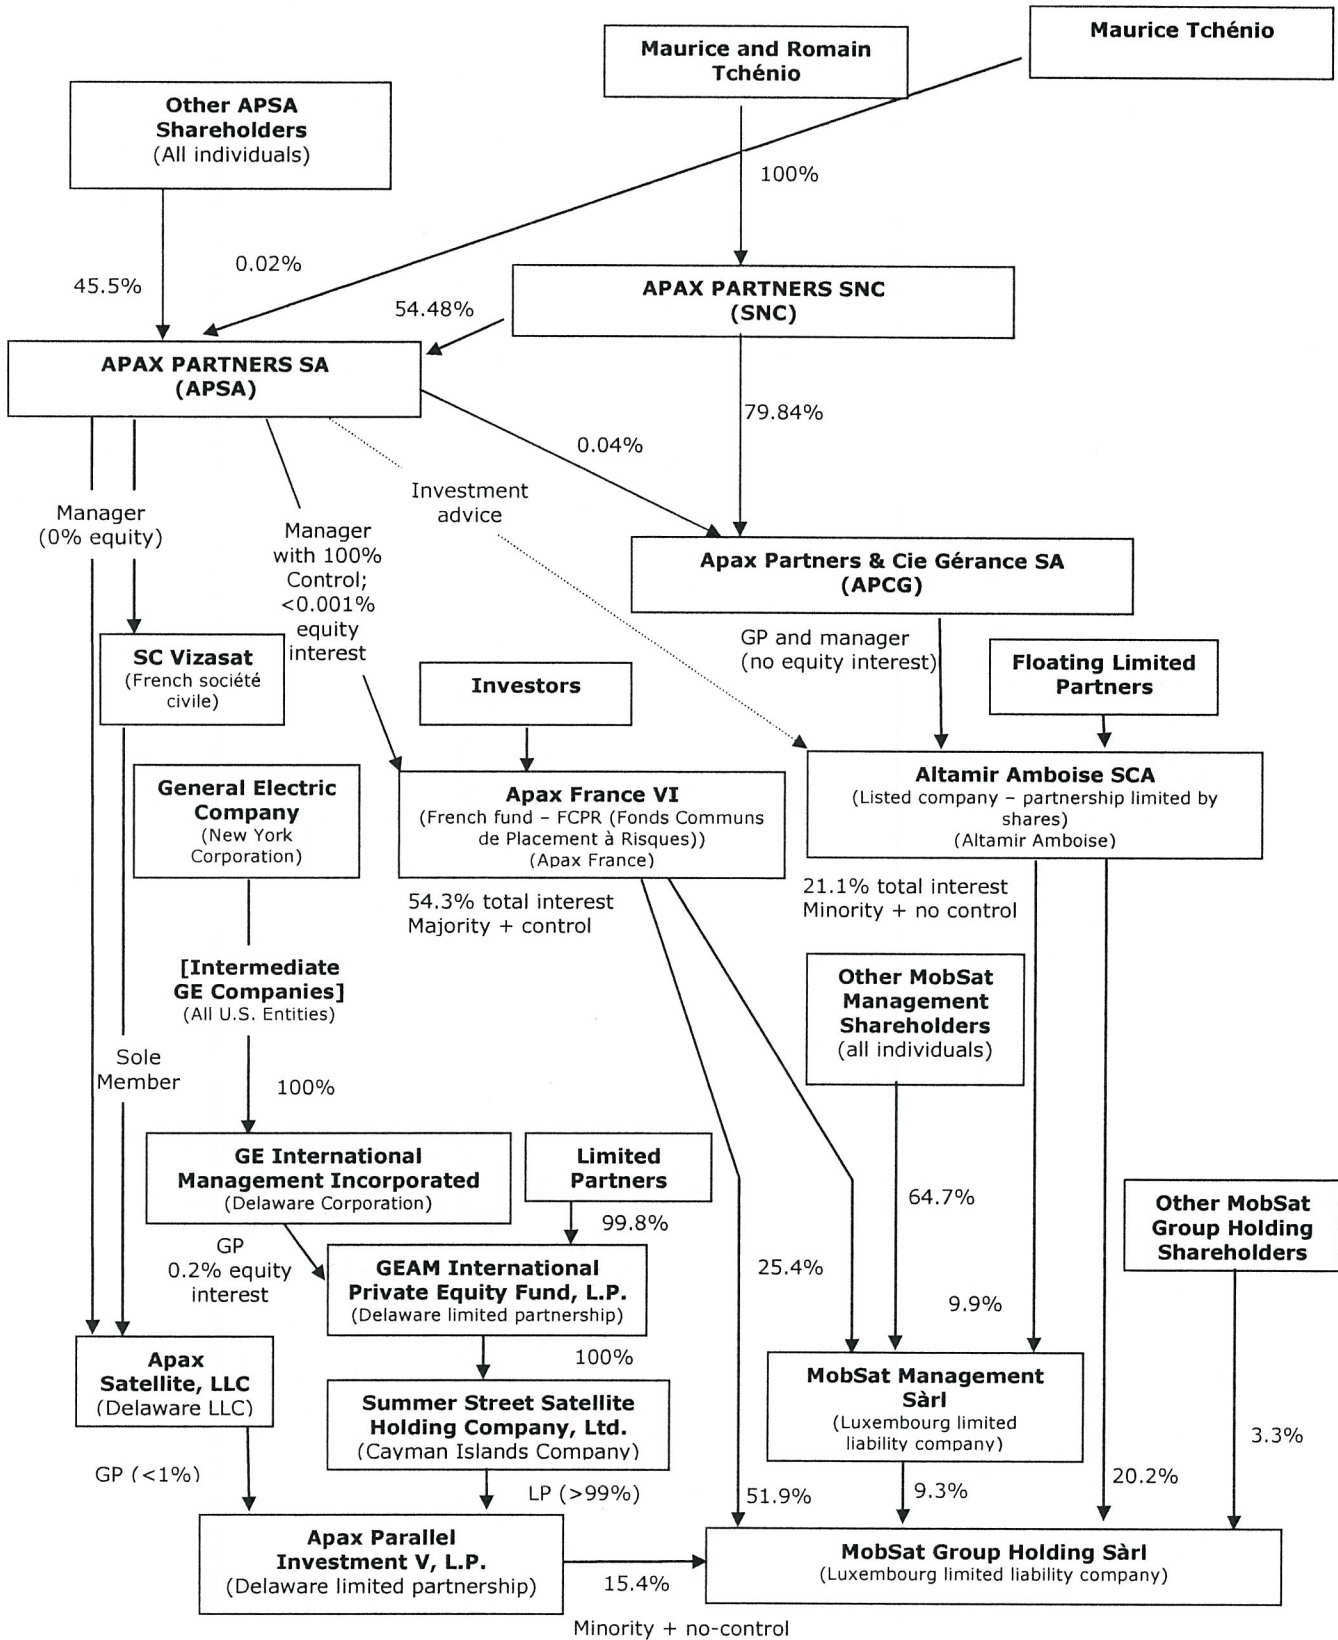 Maurice Tchénio
Maurice and Romain
Tchénio
Other APSA
Shareholders
(All individuals)
100%
0.02%
45.5%
54.48%
APAX PARTNERS SNC
(SNC)
APAX PARTNERS SA
(APSA)
79.84%
0.04%
Investment
advice
Manager
(0% equity)
Manager
with 100%
Control;
<0.001%
equity
interest
Apax Partners & Cie Gérance SA
(APCG)
GP and manager
(no equity interest)
SC Vizasat
(French société
civile)
Investors
Floating Limited
Partners
General Electric
Company
(New York
Corporation)
Apax France VI
(French fund – FCPR (Fonds Communs
de Placement à Risques))
(Apax France)
Altamir Amboise SCA
(Listed company – partnership limited by
shares)
(Altamir Amboise)
54.3% total interest
Majority + control
21.1% total interest
Minority + no control
[Intermediate
GE Companies]
(All U.S. Entities)
Other MobSat
Management
Shareholders
(all individuals)
Sole
Member
100%
GE International
Management Incorporated
(Delaware Corporation)
Limited
Partners
99.8%
64.7%
Other MobSat
Group Holding
Shareholders
GP
0.2% equity
interest
GEAM International
Private Equity Fund, L.P.
(Delaware limited partnership)
25.4%
9.9%
Apax
Satellite, LLC
(Delaware LLC)
100%
MobSat Management
Sàrl
(Luxembourg limited
liability company)
Summer Street Satellite
Holding Company, Ltd.
(Cayman Islands Company)
3.3%
GP (<1%)
LP (>99%)
51.9%
9.3%
20.2%
Apax Parallel
Investment V, L.P.
(Delaware limited partnership)
15.4%
MobSat Group Holding Sàrl
(Luxembourg limited liability company)
Minority + no-control